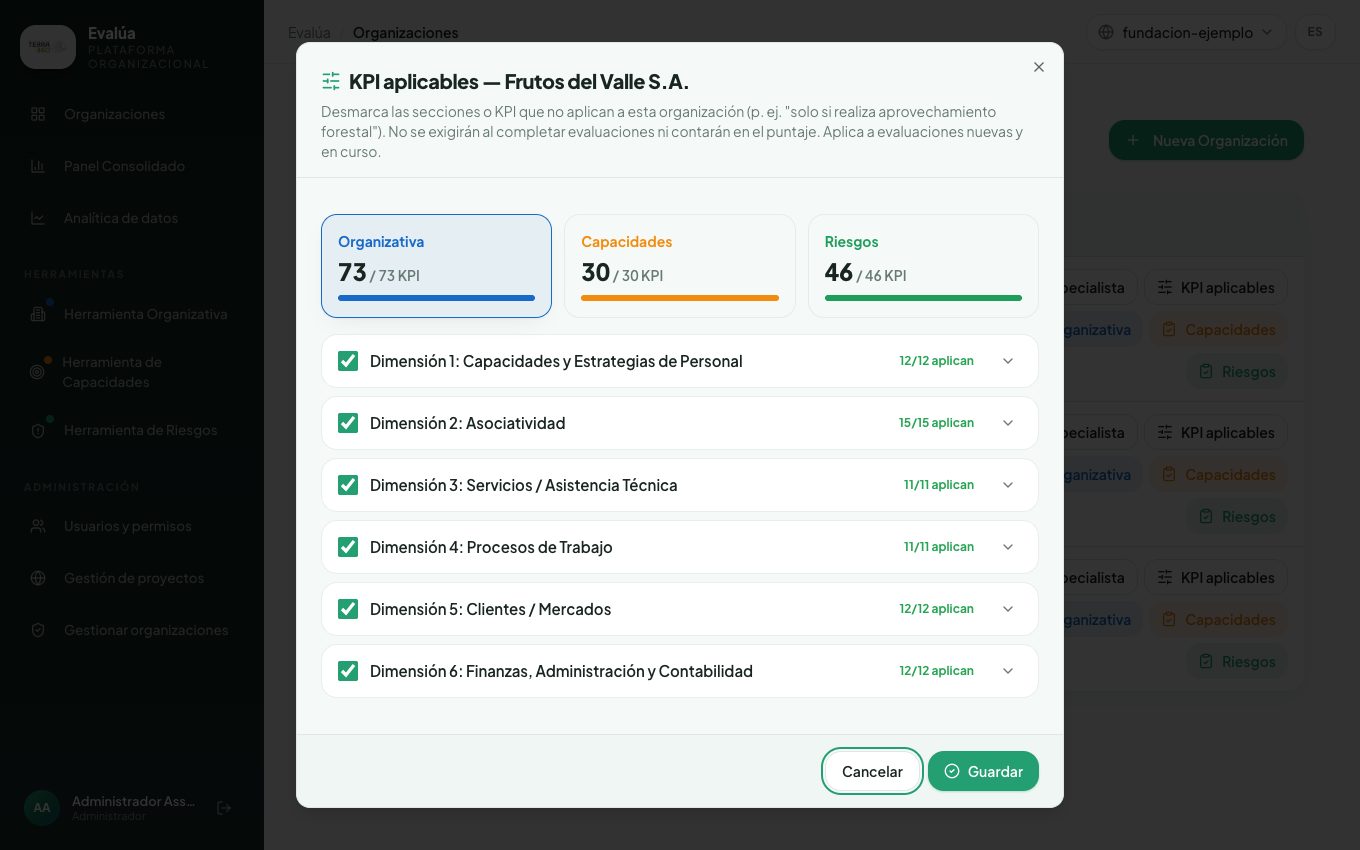 Evalúa
PLATAFORMA
ORGANIZACIONAL
Organizaciones
Panel Consolidado
Analítica de datos
HERRAMIENTAS
Herramienta Organizativa
Herramienta de
Capacidades
Herramienta de Riesgos
ADMINISTRACIÓN
Usuarios y permisos
Gestión de proyectos
Gestionar organizaciones
AA
Administrador Ass...
Administrador
Evalúa / Organizaciones
fundacion-ejemplo
ES
Nueva Organización
KPI aplicables — Frutos del Valle S.A.
Desmarca las secciones o KPI que no aplican a esta organización (p. ej. "solo si realiza aprovechamiento
forestal"). No se exigirán al completar evaluaciones ni contarán en el puntaje. Aplica a evaluaciones nuevas y
en curso.
Organizativa
73 / 73 KPI
Capacidades
30 / 30 KPI
Riesgos
46 / 46 KPI
Dimensión 1: Capacidades y Estrategias de Personal 12/12 aplican
Dimensión 2: Asociatividad 15/15 aplican
Dimensión 3: Servicios / Asistencia Técnica 11/11 aplican
Dimensión 4: Procesos de Trabajo 11/11 aplican
Dimensión 5: Clientes / Mercados 12/12 aplican
Dimensión 6: Finanzas, Administración y Contabilidad 12/12 aplican
Cancelar
Guardar
pecialista KPI aplicables
ganizativa Capacidades
Riesgos
pecialista KPI aplicables
ganizativa Capacidades
Riesgos
pecialista KPI aplicables
ganizativa Capacidades
Riesgos